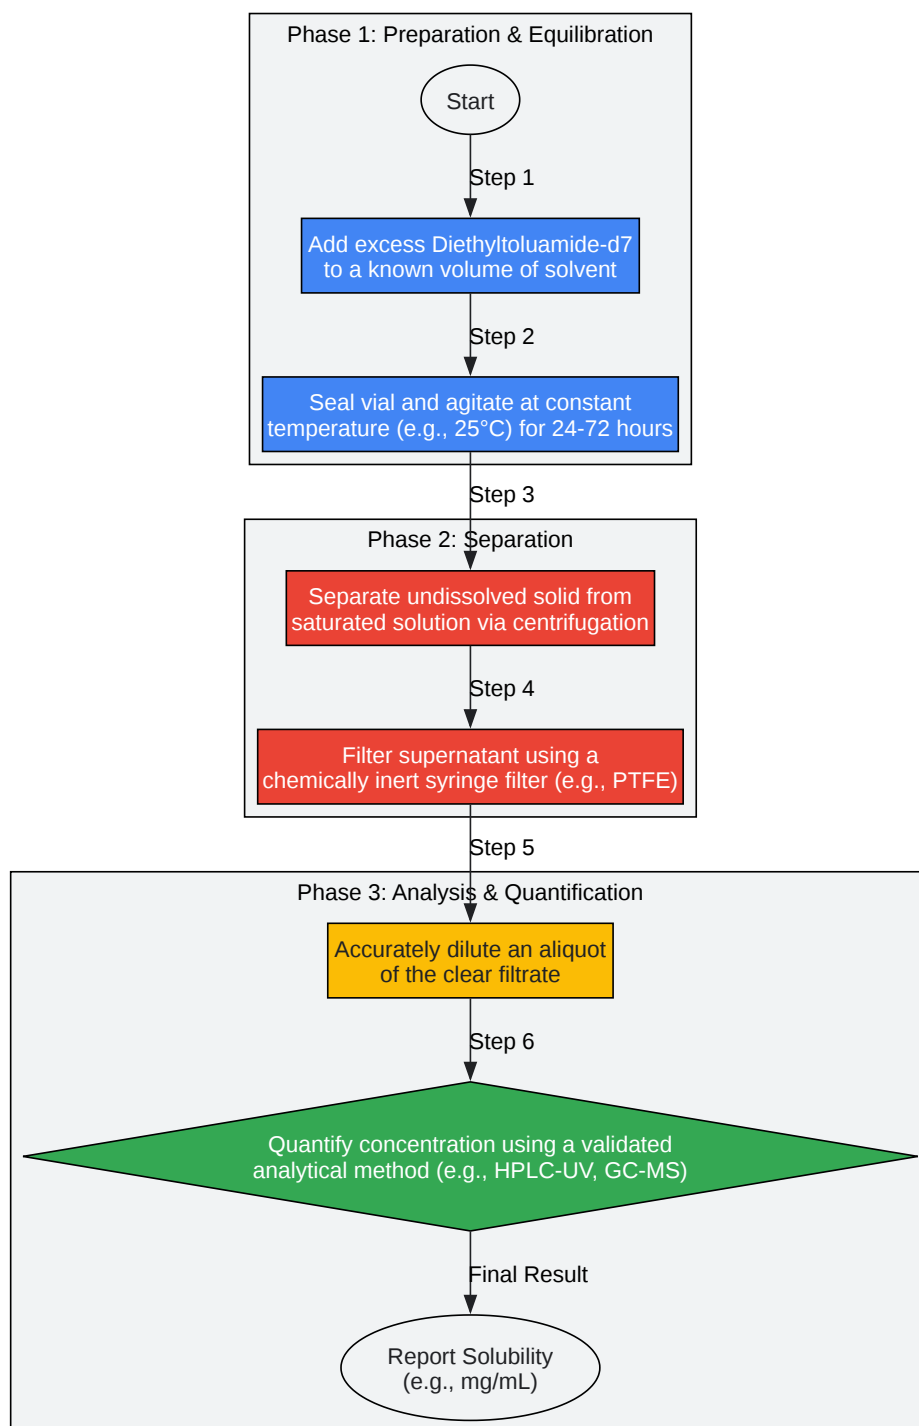 Phase 1: Preparation & Equilibration
Start
Step 1
Add excess Diethyltoluamide-d7
to a known volume of solvent
Step 2
Seal vial and agitate at constant
temperature (e.g., 25°C) for 24-72 hours
Step 3
Phase 2: Separation
Separate undissolved solid from
saturated solution via centrifugation
Step 4
Filter supernatant using a
chemically inert syringe filter (e.g., PTFE)
Step 5
Phase 3: Analysis & Quantification
Accurately dilute an aliquot
of the clear filtrate
Step 6
Quantify concentration using a validated
analytical method (e.g., HPLC-UV, GC-MS)
Final Result
Report Solubility
(e.g., mg/mL)